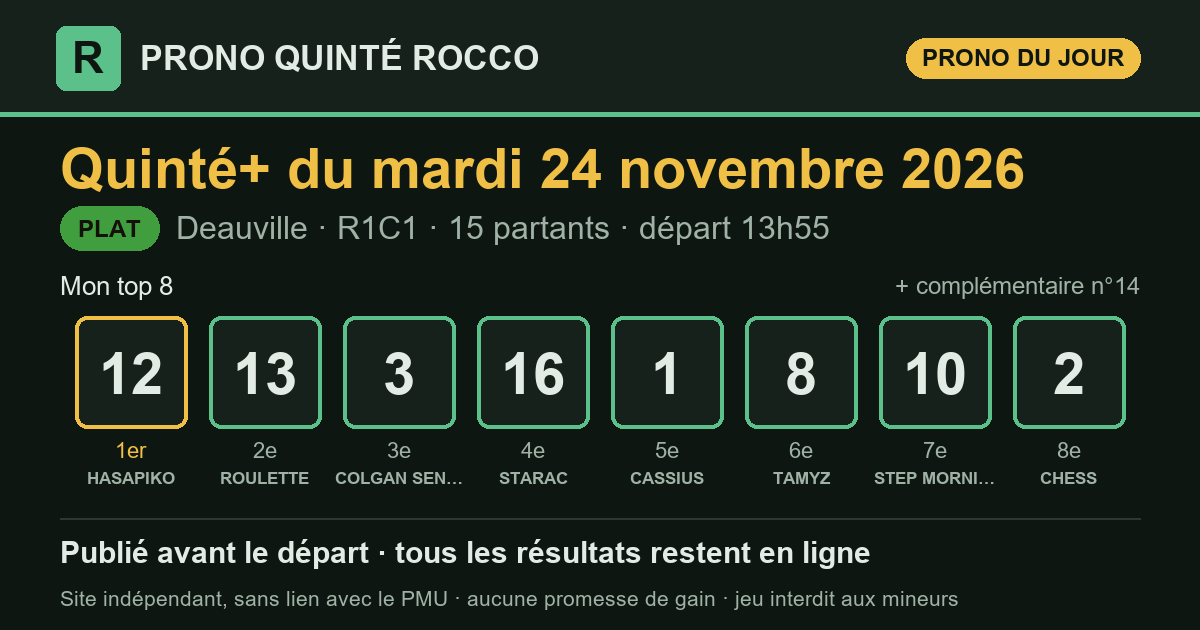 R PRONO QUINTÉ ROCCO PRONO DU JOUR
Quinté+ du mardi 24 novembre 2026
PLAT Deauville · R1C1 · 15 partants · départ 13h55
Mon top 8 + complémentaire n°14
12 13 3 16 1 8 10 2
1er 2e 3e 4e 5e 6e 7e 8e
HASAPIKO ROULETTE COLGAN SEN... STARAC CASSIUS TAMYZ STEP MORNI... CHESS
Publié avant le départ · tous les résultats restent en ligne
Site indépendant, sans lien avec le PMU · aucune promesse de gain · jeu interdit aux mineurs